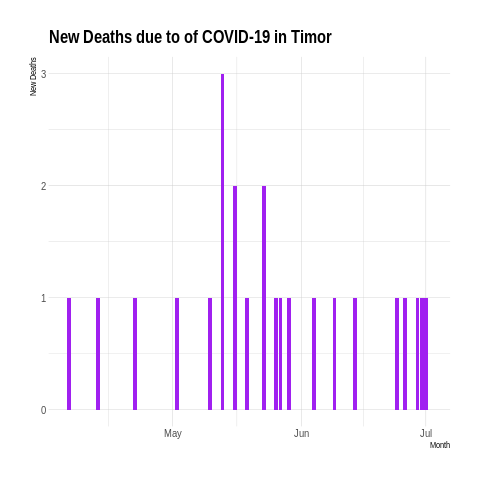 New Deaths due to of COVID-19 in Timor
New Deaths
3
2
1
0
May Jun Jul
Month